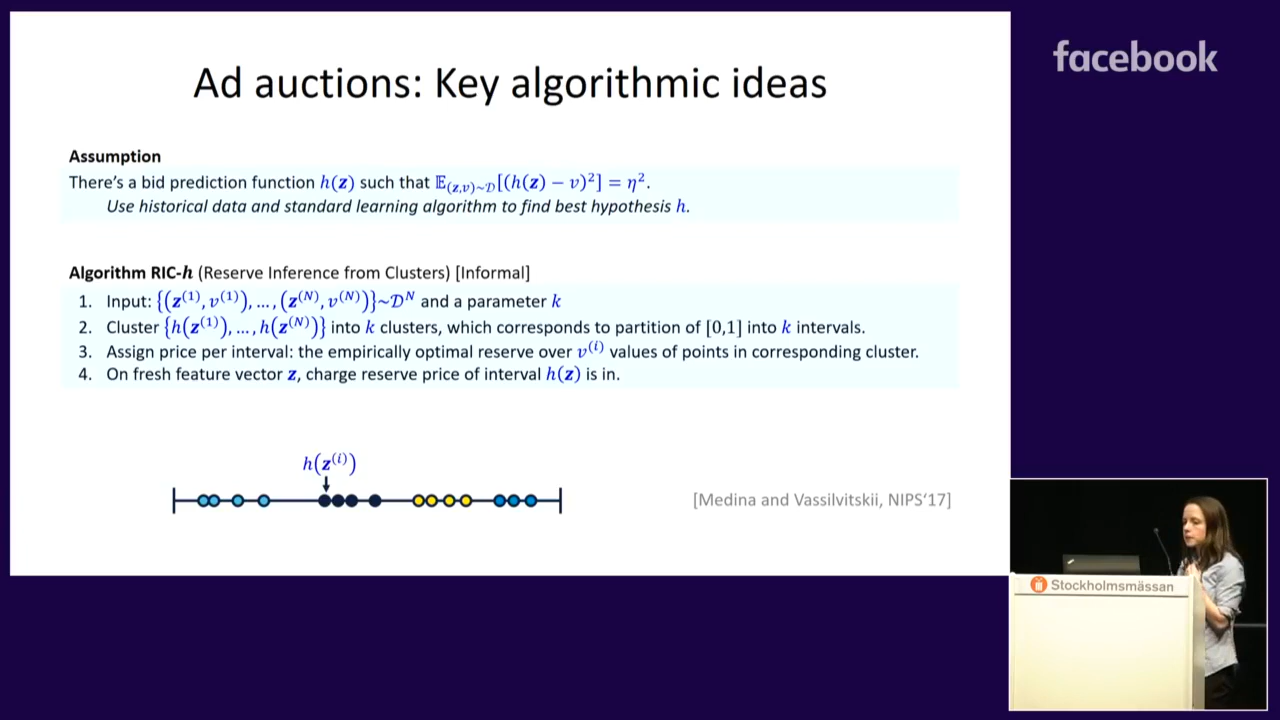 facebook
Ad auctions: Key algorithmic ideas
Assumption
There's a bid prediction function h(z) such that 𝔼₍z,v₎~𝒟[(h(z) − v)²] = η².
Use historical data and standard learning algorithm to find best hypothesis h.
Algorithm RIC-h (Reserve Inference from Clusters) [Informal]
1. Input: {(z⁽¹⁾, v⁽¹⁾), …, (z⁽ᴺ⁾, v⁽ᴺ⁾)}~𝒟ᴺ and a parameter k
2. Cluster {h(z⁽¹⁾), …, h(z⁽ᴺ⁾)} into k clusters, which corresponds to partition of [0,1] into k intervals.
3. Assign price per interval: the empirically optimal reserve over v⁽ⁱ⁾ values of points in corresponding cluster.
4. On fresh feature vector z, charge reserve price of interval h(z) is in.
h(z⁽ⁱ⁾)
[Medina and Vassilvitskii, NIPS'17]
Stockholmsmässan